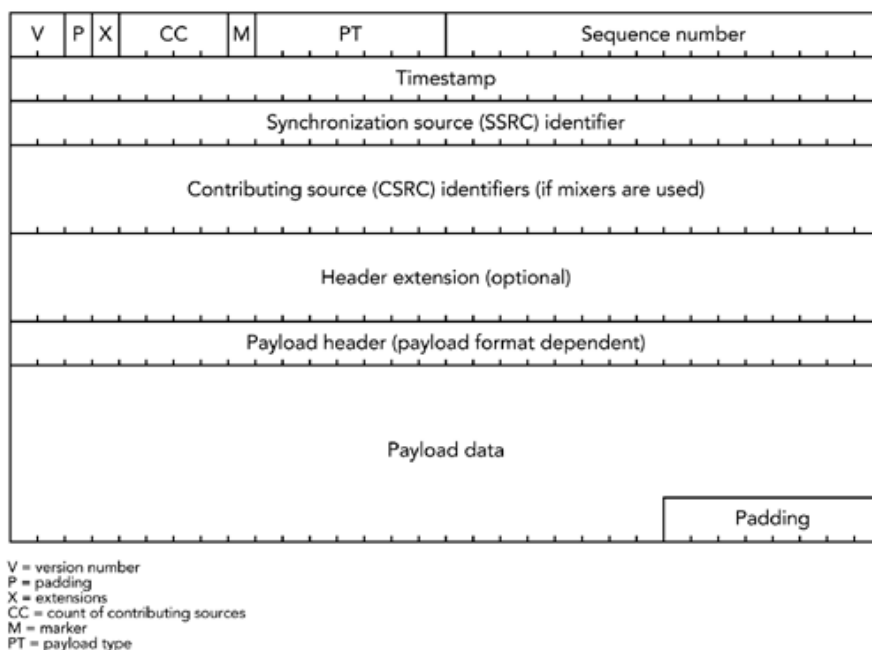 V P X CC M PT Sequence number
Timestamp
Synchronization source (SSRC) identifier
Contributing source (CSRC) identifiers (if mixers are used)
Header extension (optional)
Payload header (payload format dependent)
Payload data
Padding
V = version number
P = padding
X = extensions
CC = count of contributing sources
M = marker
PT = payload type